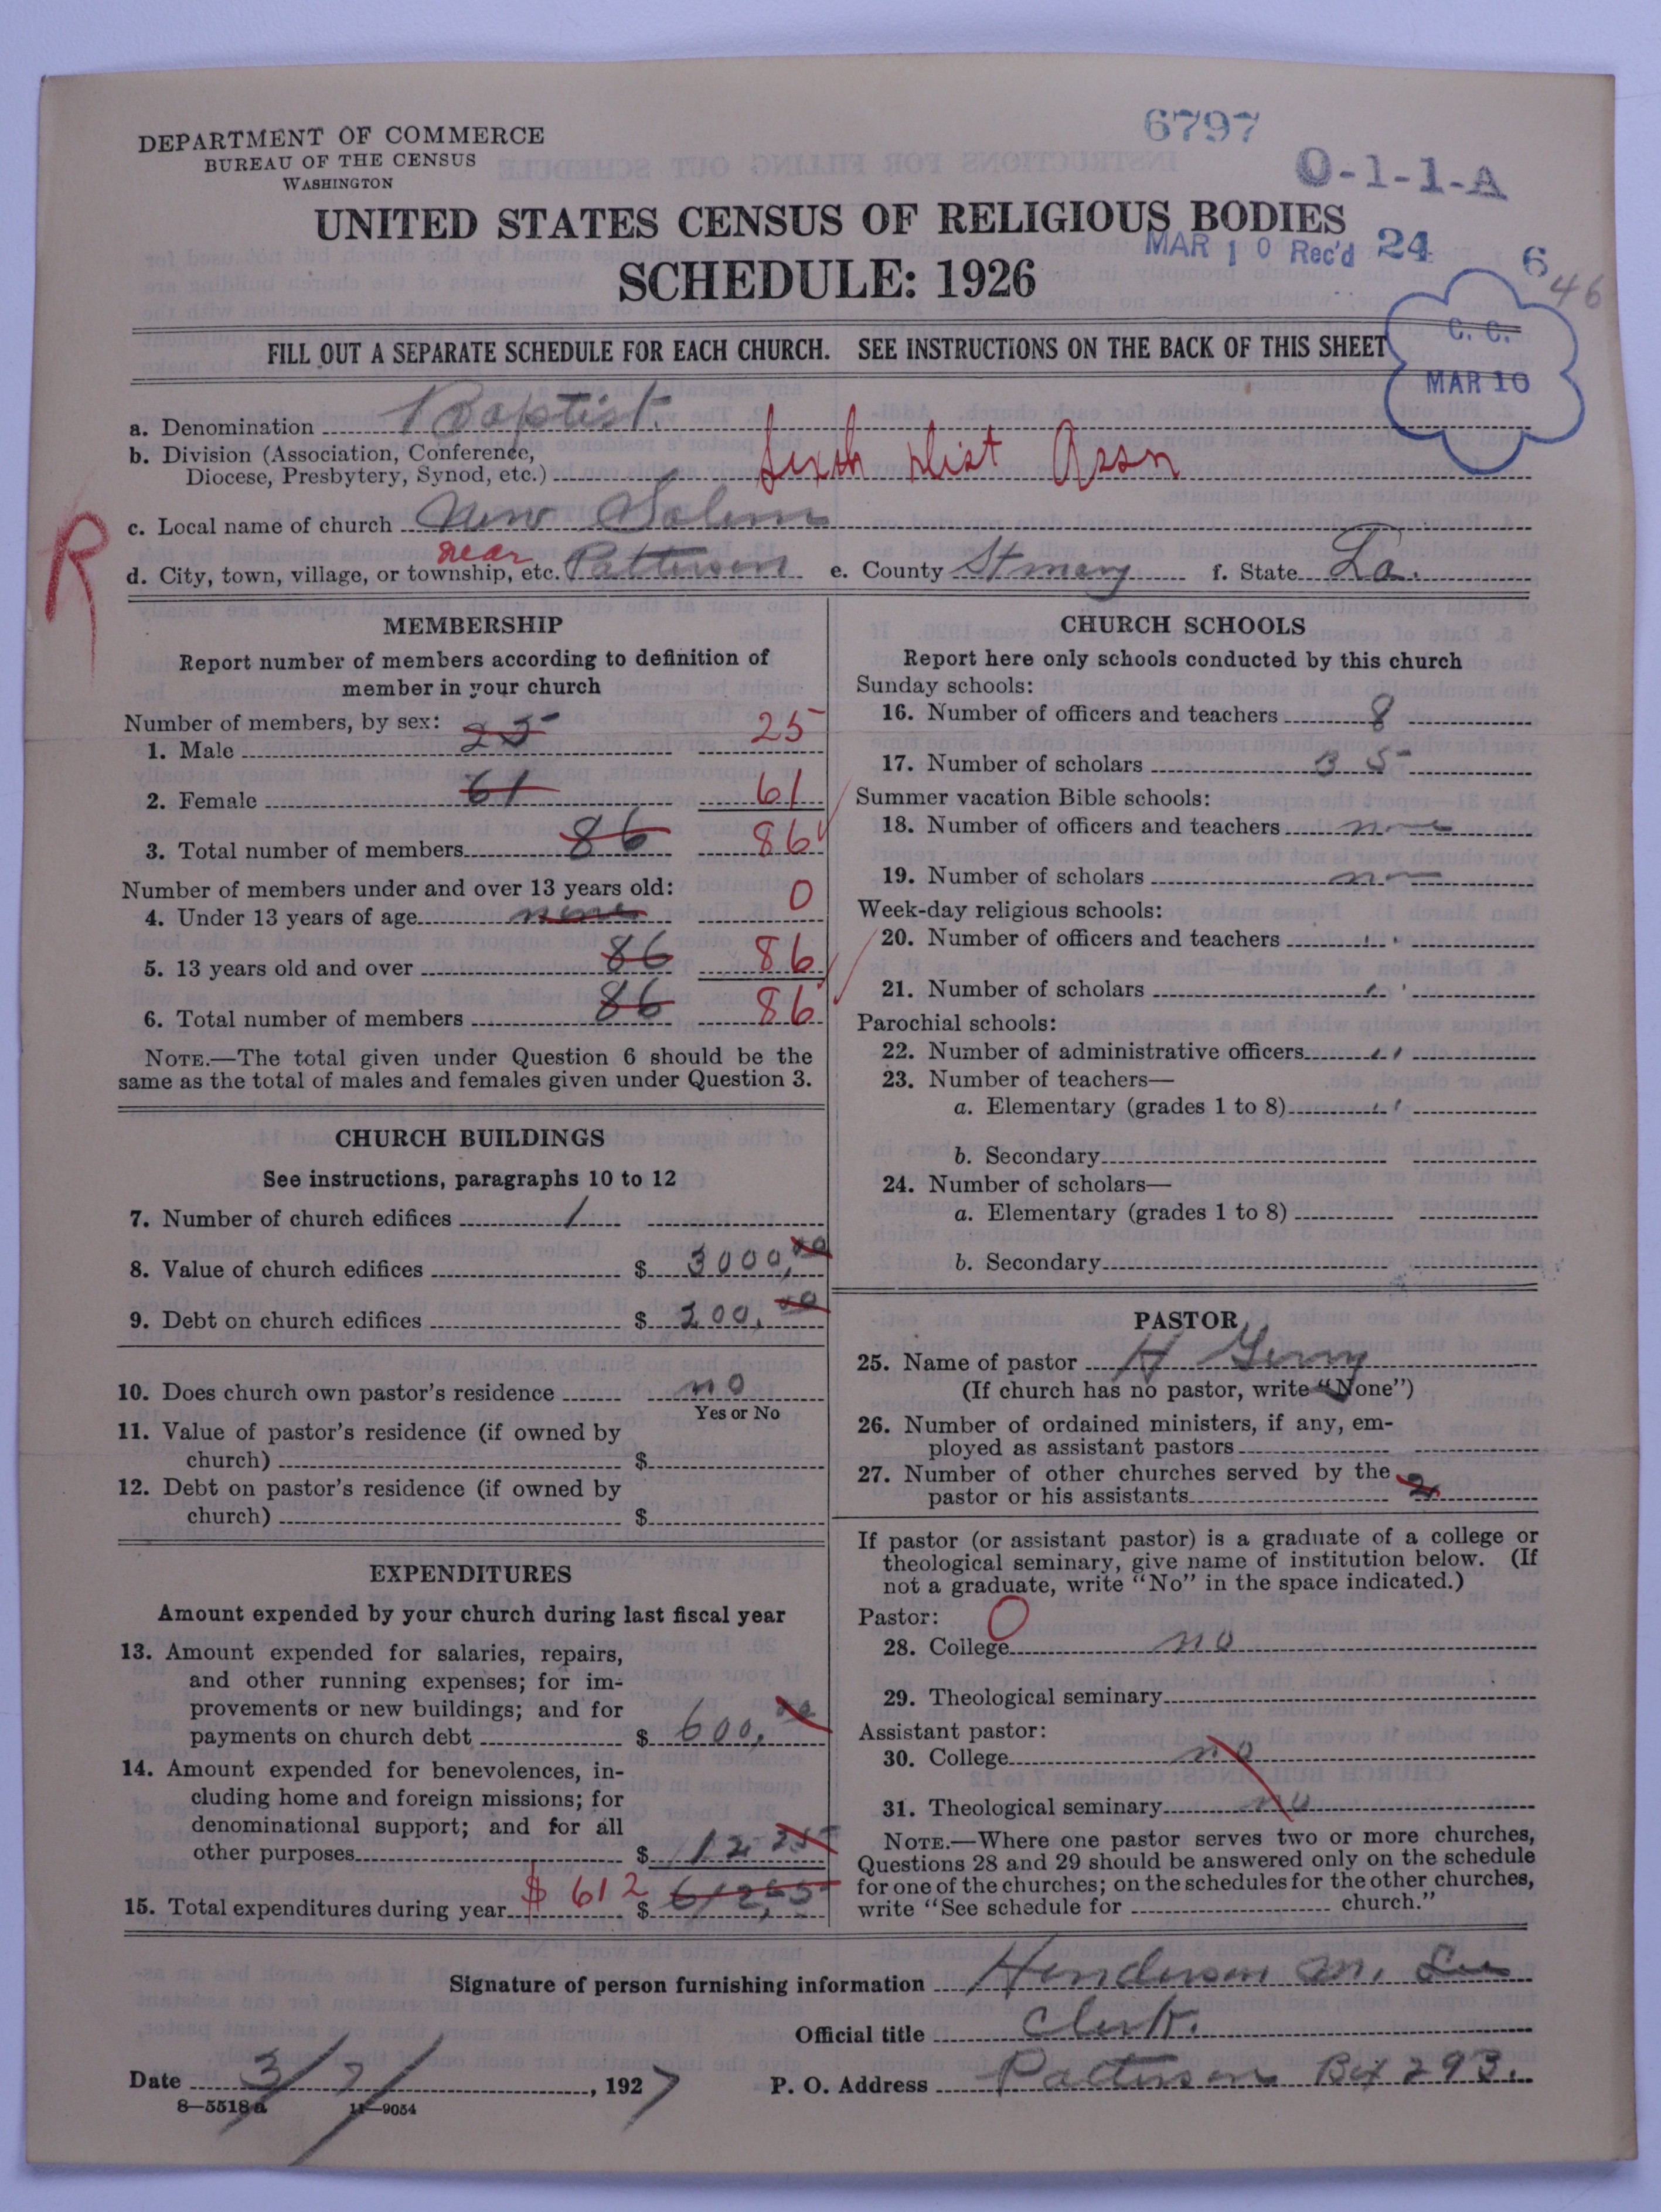 6797
O-1-1-A
DEPARTMENT OF COMMERCE
BUREAU OF THE CENSUS
WASHINGTON
UNITED STATES CENSUS OF RELIGIOUS BODIES
MAR 10 Rec'd 24
SCHEDULE: 1926
6
46
C. C.
MAR 10
FILL OUT A SEPARATE SCHEDULE FOR EACH CHURCH. SEE INSTRUCTIONS ON THE BACK OF THIS SHEET
a. Denomination Baptist.
b. Division (Association, Conference,
Diocese, Presbytery, Synod, etc.) Sixth Dist Assn
R
c. Local name of church New Salem
d. City, town, village, or township, etc. near Patterson e. County St mary f. State La.
MEMBERSHIP
Report number of members according to definition of
member in your church
Number of members, by sex:
1. Male 25 25
2. Female 61 61
3. Total number of members 86 86
Number of members under and over 13 years old:
4. Under 13 years of age none 0
5. 13 years old and over 86 86
6. Total number of members 86 86
NOTE.—The total given under Question 6 should be the
same as the total of males and females given under Question 3.
CHURCH BUILDINGS
See instructions, paragraphs 10 to 12
7. Number of church edifices 1
8. Value of church edifices $ 3000,00
9. Debt on church edifices $ 200,00
10. Does church own pastor's residence no
Yes or No
11. Value of pastor's residence (if owned by
church) $
12. Debt on pastor's residence (if owned by
church) $
EXPENDITURES
Amount expended by your church during last fiscal year
13. Amount expended for salaries, repairs,
and other running expenses; for im-
provements or new buildings; and for
payments on church debt $ 600,00
14. Amount expended for benevolences, in-
cluding home and foreign missions; for
denominational support; and for all
other purposes $ 12 25
15. Total expenditures during year $ 612 $ 612,25
CHURCH SCHOOLS
Report here only schools conducted by this church
Sunday schools:
16. Number of officers and teachers 8
17. Number of scholars 35
Summer vacation Bible schools:
18. Number of officers and teachers none
19. Number of scholars
Week-day religious schools:
20. Number of officers and teachers "
21. Number of scholars "
Parochial schools:
22. Number of administrative officers "
23. Number of teachers—
a. Elementary (grades 1 to 8) "
b. Secondary
24. Number of scholars—
a. Elementary (grades 1 to 8)
b. Secondary
PASTOR
25. Name of pastor H
(If church has no pastor, write "None")
26. Number of ordained ministers, if any, em-
ployed as assistant pastors
27. Number of other churches served by the
pastor or his assistants 2
If pastor (or assistant pastor) is a graduate of a college or
theological seminary, give name of institution below. (If
not a graduate, write "No" in the space indicated.)
Pastor: 0
28. College no
29. Theological seminary
Assistant pastor:
30. College no
31. Theological seminary no
NOTE.—Where one pastor serves two or more churches,
Questions 28 and 29 should be answered only on the schedule
for one of the churches; on the schedules for the other churches,
write "See schedule for church."
Signature of person furnishing information Henderson M. Lee
Official title Clerk.
Date 3/7/, 1927 P. O. Address Patterson Box 293.
8—5518a 11—9054